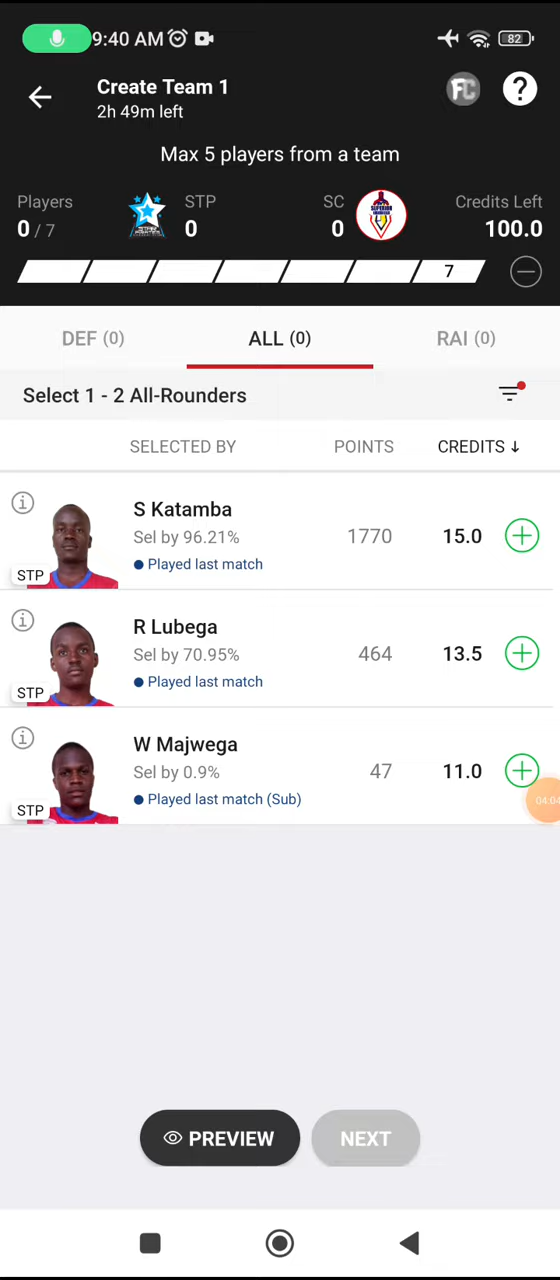 9:40 AM
82
Create Team 1
2h 49m left
FC
?
Max 5 players from a team
Players
0 / 7
STP
0
SC
0
Credits Left
100.0
7
DEF (0)
ALL (0)
RAI (0)
Select 1 - 2 All-Rounders
SELECTED BY
POINTS
CREDITS ↓
S Katamba
Sel by 96.21%
Played last match
1770
15.0
STP
R Lubega
Sel by 70.95%
Played last match
464
13.5
STP
W Majwega
Sel by 0.9%
Played last match (Sub)
47
11.0
STP
04:04
PREVIEW
NEXT